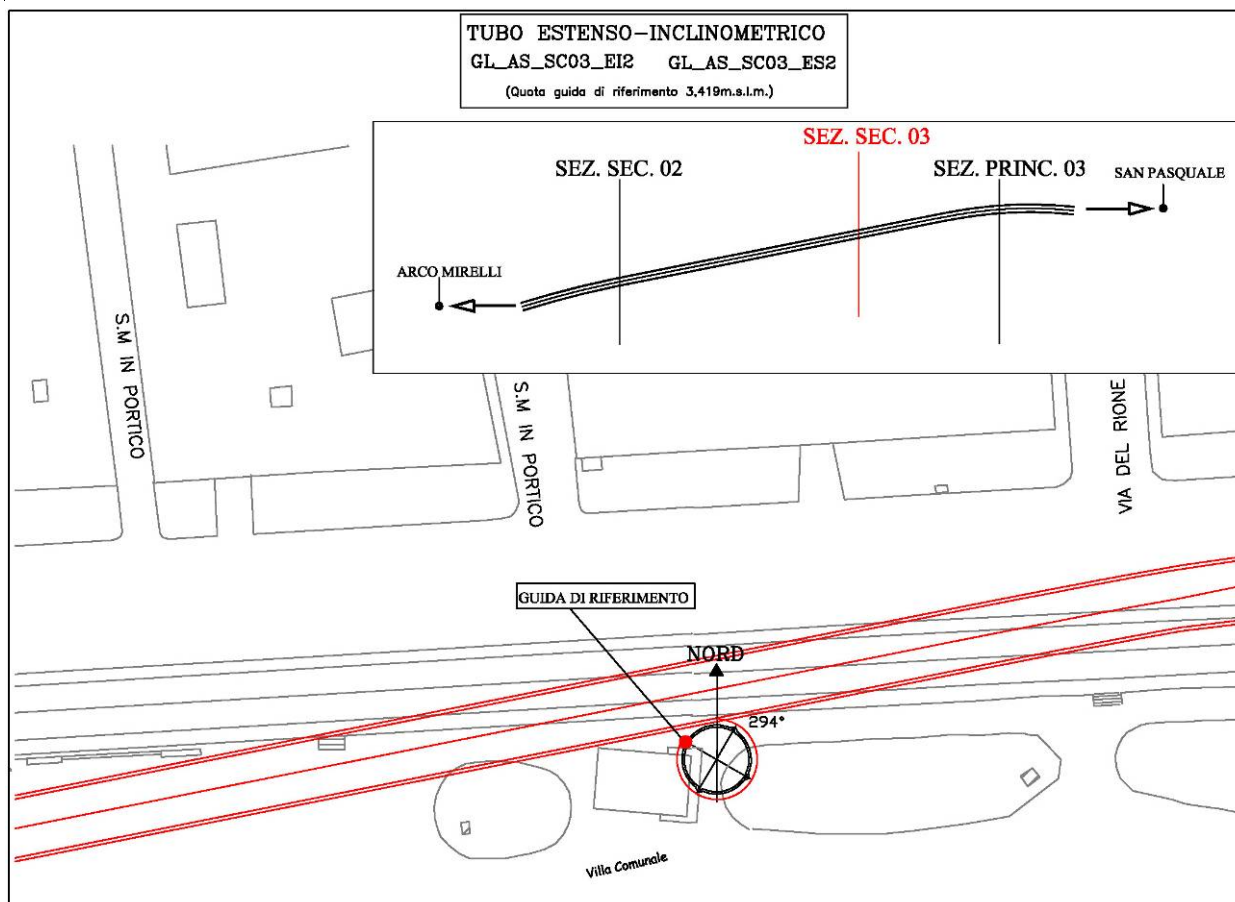 TUBO ESTENSO-INCLINOMETRICO
GL_AS_SC03_EI2 GL_AS_SC03_ES2
(Quota guida di riferimento 3,419m.s.l.m.)
SEZ. SEC. 03
SEZ. SEC. 02
SEZ. PRINC. 03
SAN PASQUALE
ARCO MIRELLI
S.M IN PORTICO
S.M IN PORTICO
VIA DEL RIONE
GUIDA DI RIFERIMENTO
NORD
294°
Villa Comunale